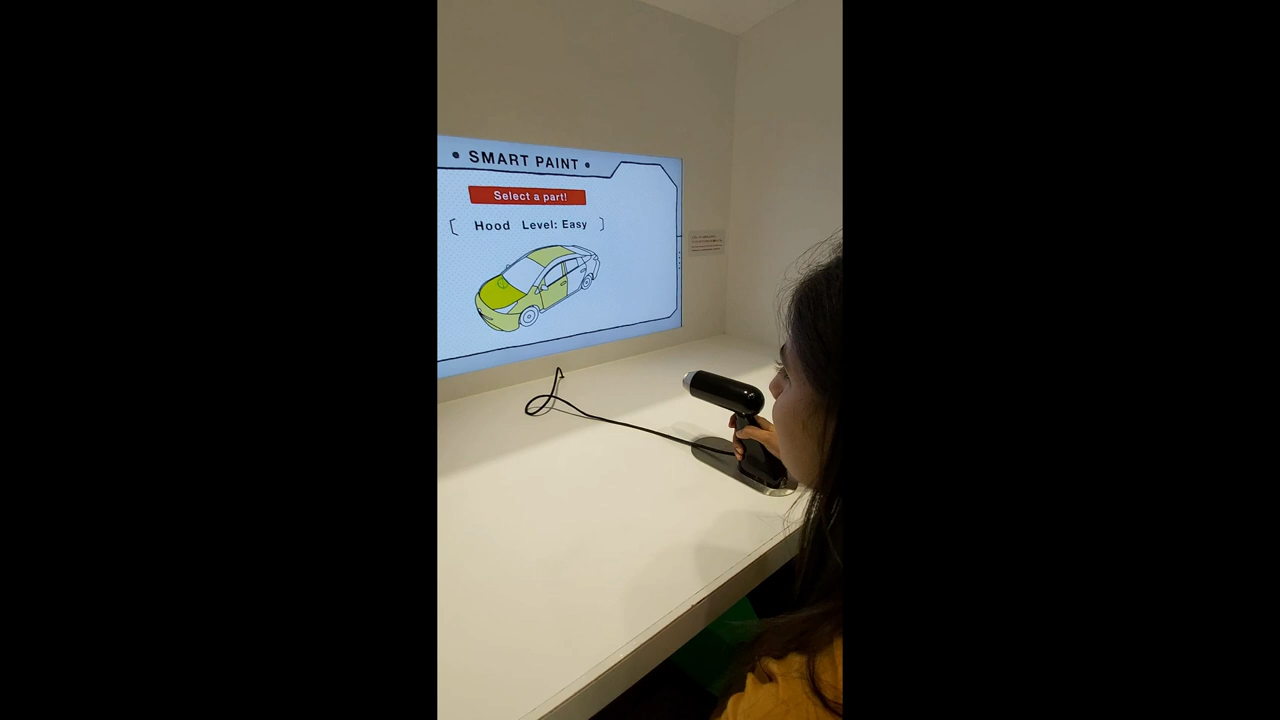 • SMART PAINT •
Select a part!
[ Hood Level: Easy ]